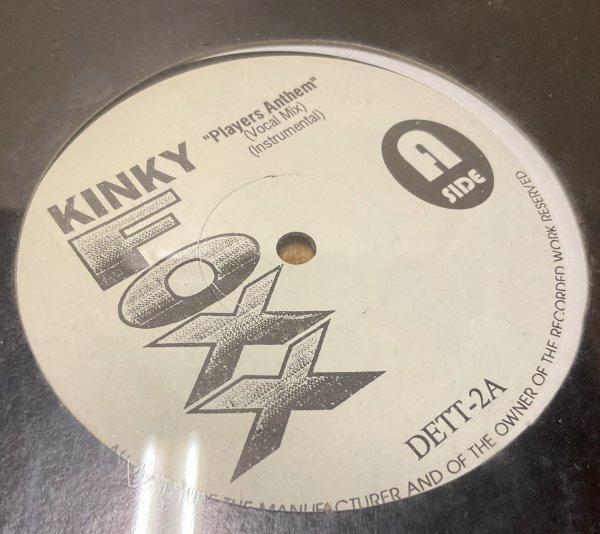 KINKY
FOXX
"Players Anthem"
(Vocal Mix)
(Instrumental)
A
SIDE
DETT-2A
THE MANUFACTURER AND OF THE OWNER OF THE RECORDED WORK RESERVED